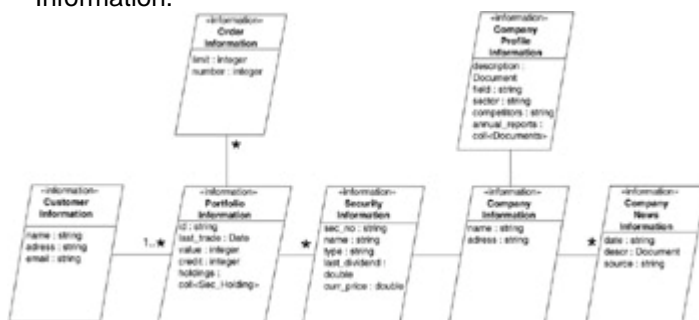 information.
«information»
Order
Information
limit : integer
number : integer
*
«information»
Company
Profile
Information
description :
Document
field : string
sector : string
competitors : string
annual_reports :
coll<Documents>
«information»
Customer
Information
name : string
adress : string
email : string
1..*
«information»
Portfolio
Information
id : string
last_trade : Date
value : integer
credit : integer
holdings :
coll<Sec_Holding>
*
«information»
Security
Information
sec_no : string
name : string
type : string
last_dividend :
double
curr_price : double
«information»
Company
Information
name : string
adress : string
*
«information»
Company
News
Information
date : string
descr : Document
source : string